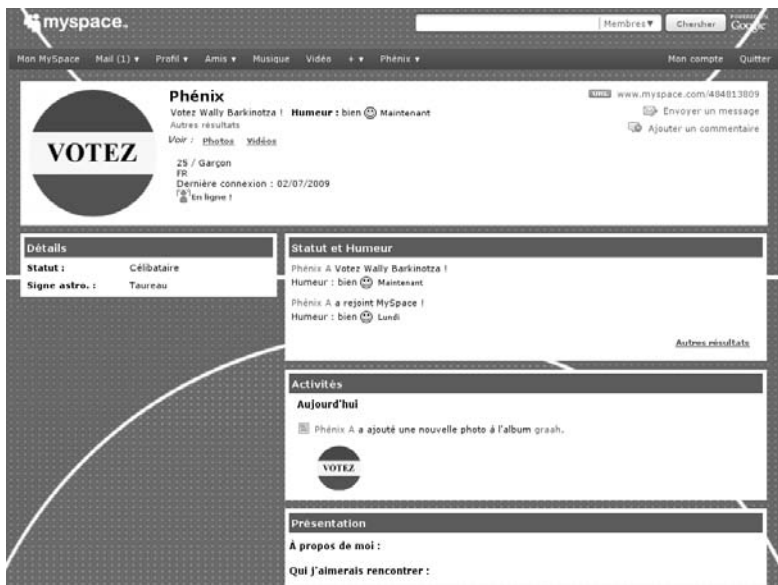 myspace.
Membres▼ Chercher POWERED BY Google
Mon MySpace Mail (1) ▾ Profil ▾ Amis ▾ Musique Vidéo + ▾ Phénix ▾ Mon compte Quitter
VOTEZ
Phénix
Votez Wally Barkinotza ! Humeur : bien Maintenant
Autres résultats
Voir : Photos Vidéos
25 / Garçon
FR
Dernière connexion : 02/07/2009
En ligne !
URL www.myspace.com/484813809
Envoyer un message
Ajouter un commentaire
Détails
Statut : Célibataire
Signe astro. : Taureau
Statut et Humeur
Phénix A Votez Wally Barkinotza !
Humeur : bien Maintenant
Phénix A a rejoint MySpace !
Humeur : bien Lundi
Autres résultats
Activités
Aujourd'hui
Phénix A a ajouté une nouvelle photo à l'album graah.
VOTEZ
Présentation
À propos de moi :
Qui j'aimerais rencontrer :